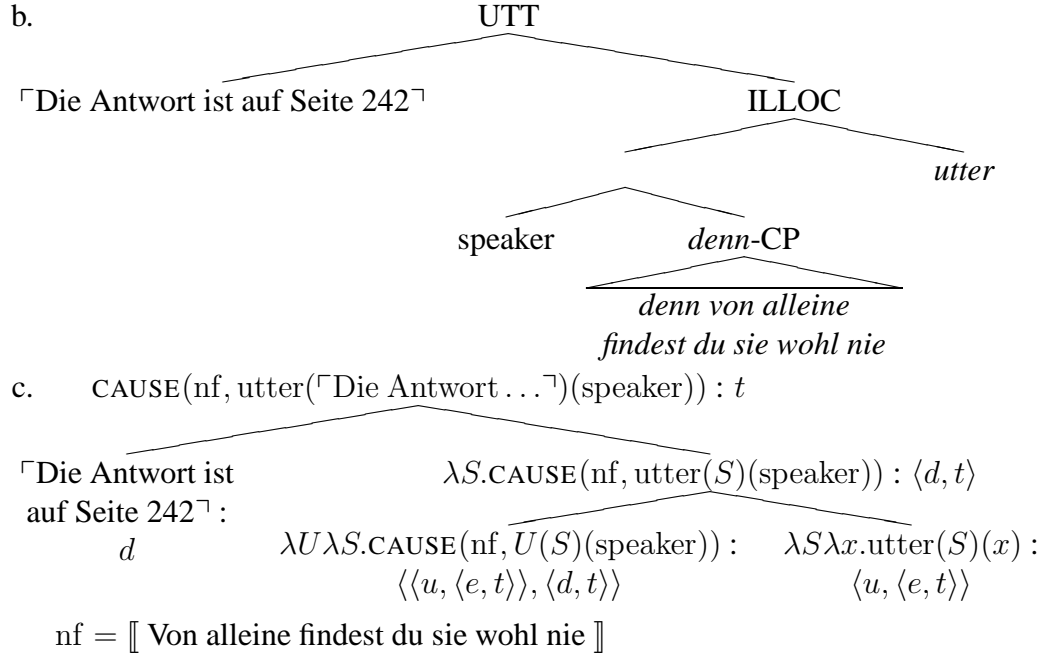 b. UTT
⌜Die Antwort ist auf Seite 242⌝ ILLOC
utter
speaker denn-CP
denn von alleine
findest du sie wohl nie
c. CAUSE(nf, utter(⌜Die Antwort . . .⌝)(speaker)) : t
⌜Die Antwort ist λS.CAUSE(nf, utter(S)(speaker)) : ⟨d, t⟩
auf Seite 242⌝ :
d λUλS.CAUSE(nf, U(S)(speaker)) : λSλx.utter(S)(x) :
⟨⟨u, ⟨e, t⟩⟩, ⟨d, t⟩⟩ ⟨u, ⟨e, t⟩⟩
nf = ⟦ Von alleine findest du sie wohl nie ⟧